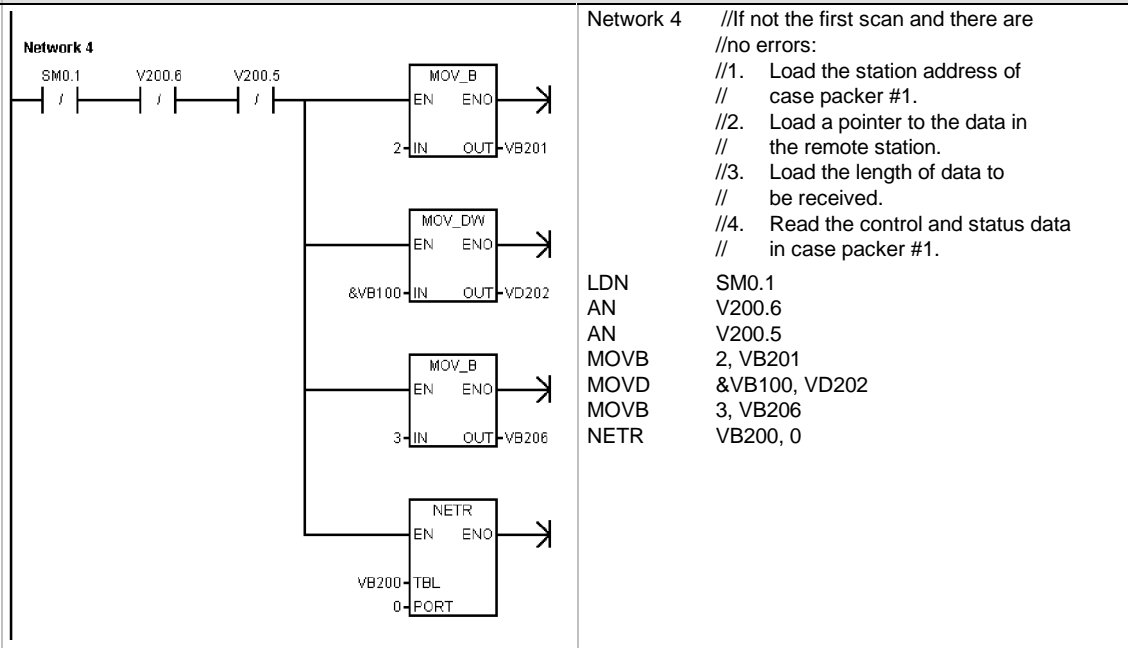 Network 4
SM0.1 V200.6 V200.5
/ / /
MOV_B
EN ENO
2 IN OUT VB201
MOV_DW
EN ENO
&VB100 IN OUT VD202
MOV_B
EN ENO
3 IN OUT VB206
NETR
EN ENO
VB200 TBL
0 PORT
Network 4 //If not the first scan and there are
//no errors:
//1. Load the station address of
// case packer #1.
//2. Load a pointer to the data in
// the remote station.
//3. Load the length of data to
// be received.
//4. Read the control and status data
// in case packer #1.
LDN SM0.1
AN V200.6
AN V200.5
MOVB 2, VB201
MOVD &VB100, VD202
MOVB 3, VB206
NETR VB200, 0